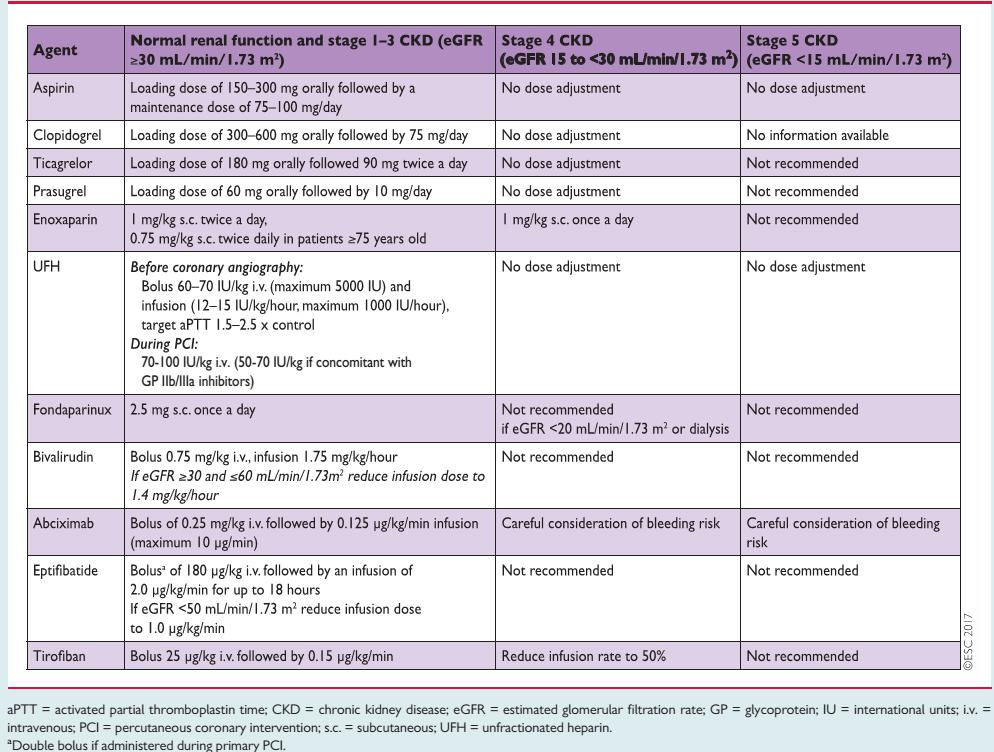 Agent
Normal renal function and stage 1–3 CKD (eGFR
≥30 mL/min/1.73 m²)
Stage 4 CKD
(eGFR 15 to <30 mL/min/1.73 m²)
Stage 5 CKD
(eGFR <15 mL/min/1.73 m²)
Aspirin
Loading dose of 150–300 mg orally followed by a
maintenance dose of 75–100 mg/day
No dose adjustment
No dose adjustment
Clopidogrel
Loading dose of 300–600 mg orally followed by 75 mg/day
No dose adjustment
No information available
Ticagrelor
Loading dose of 180 mg orally followed 90 mg twice a day
No dose adjustment
Not recommended
Prasugrel
Loading dose of 60 mg orally followed by 10 mg/day
No dose adjustment
Not recommended
Enoxaparin
1 mg/kg s.c. twice a day,
0.75 mg/kg s.c. twice daily in patients ≥75 years old
1 mg/kg s.c. once a day
Not recommended
UFH
Before coronary angiography:
Bolus 60–70 IU/kg i.v. (maximum 5000 IU) and
infusion (12–15 IU/kg/hour, maximum 1000 IU/hour),
target aPTT 1.5–2.5 x control
During PCI:
70-100 IU/kg i.v. (50-70 IU/kg if concomitant with
GP IIb/IIIa inhibitors)
No dose adjustment
No dose adjustment
Fondaparinux
2.5 mg s.c. once a day
Not recommended
if eGFR <20 mL/min/1.73 m² or dialysis
Not recommended
Bivalirudin
Bolus 0.75 mg/kg i.v., infusion 1.75 mg/kg/hour
If eGFR ≥30 and ≤60 mL/min/1.73m² reduce infusion dose to
1.4 mg/kg/hour
Not recommended
Not recommended
Abciximab
Bolus of 0.25 mg/kg i.v. followed by 0.125 µg/kg/min infusion
(maximum 10 µg/min)
Careful consideration of bleeding risk
Careful consideration of bleeding
risk
Eptifibatide
Bolusᵃ of 180 µg/kg i.v. followed by an infusion of
2.0 µg/kg/min for up to 18 hours
If eGFR <50 mL/min/1.73 m² reduce infusion dose
to 1.0 µg/kg/min
Not recommended
Not recommended
Tirofiban
Bolus 25 µg/kg i.v. followed by 0.15 µg/kg/min
Reduce infusion rate to 50%
Not recommended
©ESC 2017
aPTT = activated partial thromboplastin time; CKD = chronic kidney disease; eGFR = estimated glomerular filtration rate; GP = glycoprotein; IU = international units; i.v. =
intravenous; PCI = percutaneous coronary intervention; s.c. = subcutaneous; UFH = unfractionated heparin.
ᵃDouble bolus if administered during primary PCI.